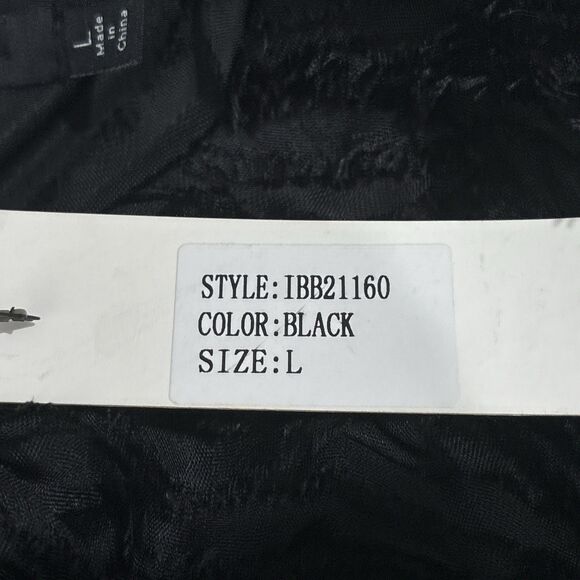 L
Made
in
China
STYLE:IBB21160
COLOR:BLACK
SIZE:L